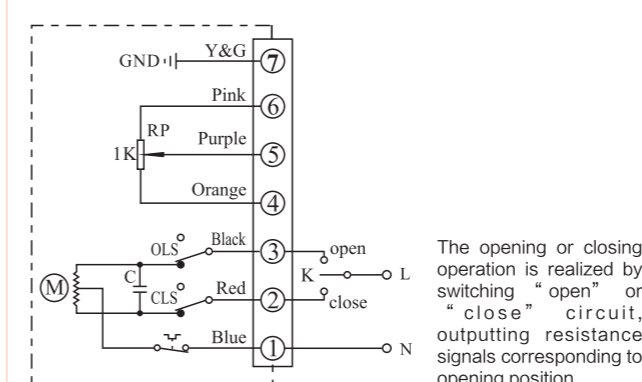 GND Y&G 7
Pink 6
RP
1K Purple 5
Orange 4
OLS Black 3 open
K L
M C CLS Red 2 close
Blue 1 N
The opening or closing
operation is realized by
switching “open” or
“close” circuit,
outputting resistance
signals corresponding to
opening position